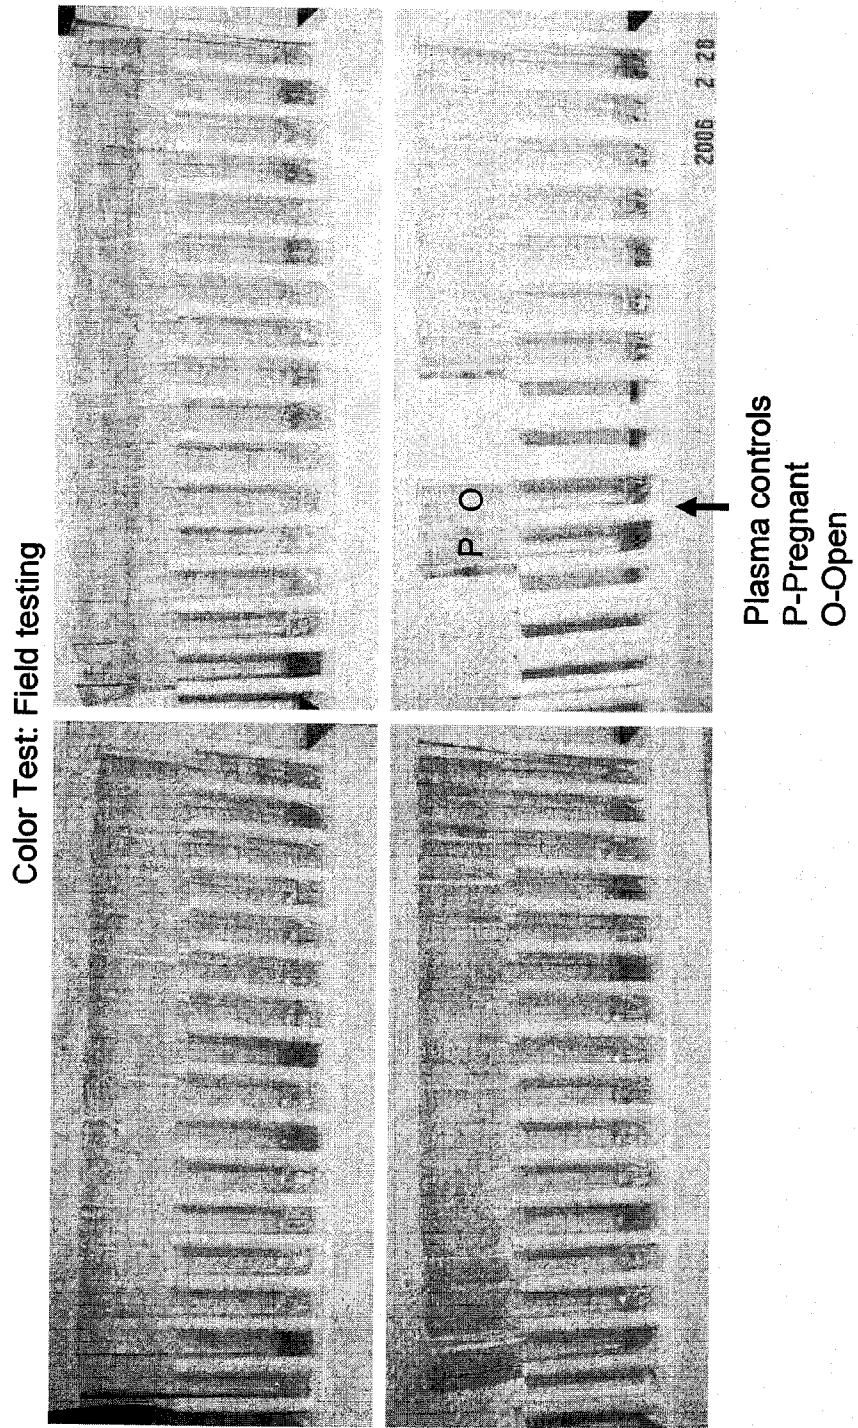 Color Test: Field testing
P O
2006 2 28
Plasma controls
P-Pregnant
O-Open